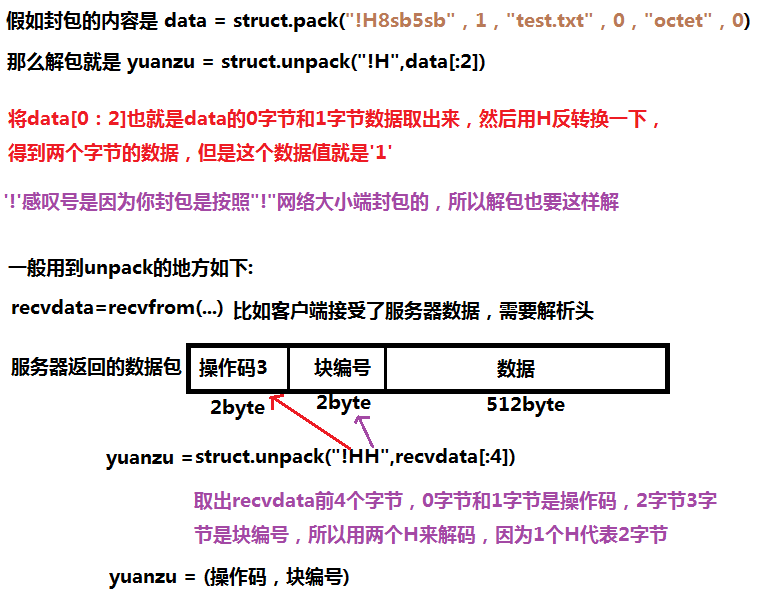 假如封包的内容是 data = struct.pack("!H8sb5sb"，1，"test.txt"，0，"octet"，0)
那么解包就是 yuanzu = struct.unpack("!H",data[:2])
将data[0：2]也就是data的0字节和1字节数据取出来，然后用H反转换一下，
得到两个字节的数据，但是这个数据值就是'1'
'!'感叹号是因为你封包是按照"!"网络大小端封包的，所以解包也要这样解
一般用到unpack的地方如下:
recvdata=recvfrom(...) 比如客户端接受了服务器数据，需要解析头
服务器返回的数据包 操作码3 块编号 数据
2byte 2byte 512byte
yuanzu =struct.unpack("!HH",recvdata[:4])
取出recvdata前4个字节，0字节和1字节是操作码，2字节3字
节是块编号，所以用两个H来解码，因为1个H代表2字节
yuanzu = (操作码，块编号)